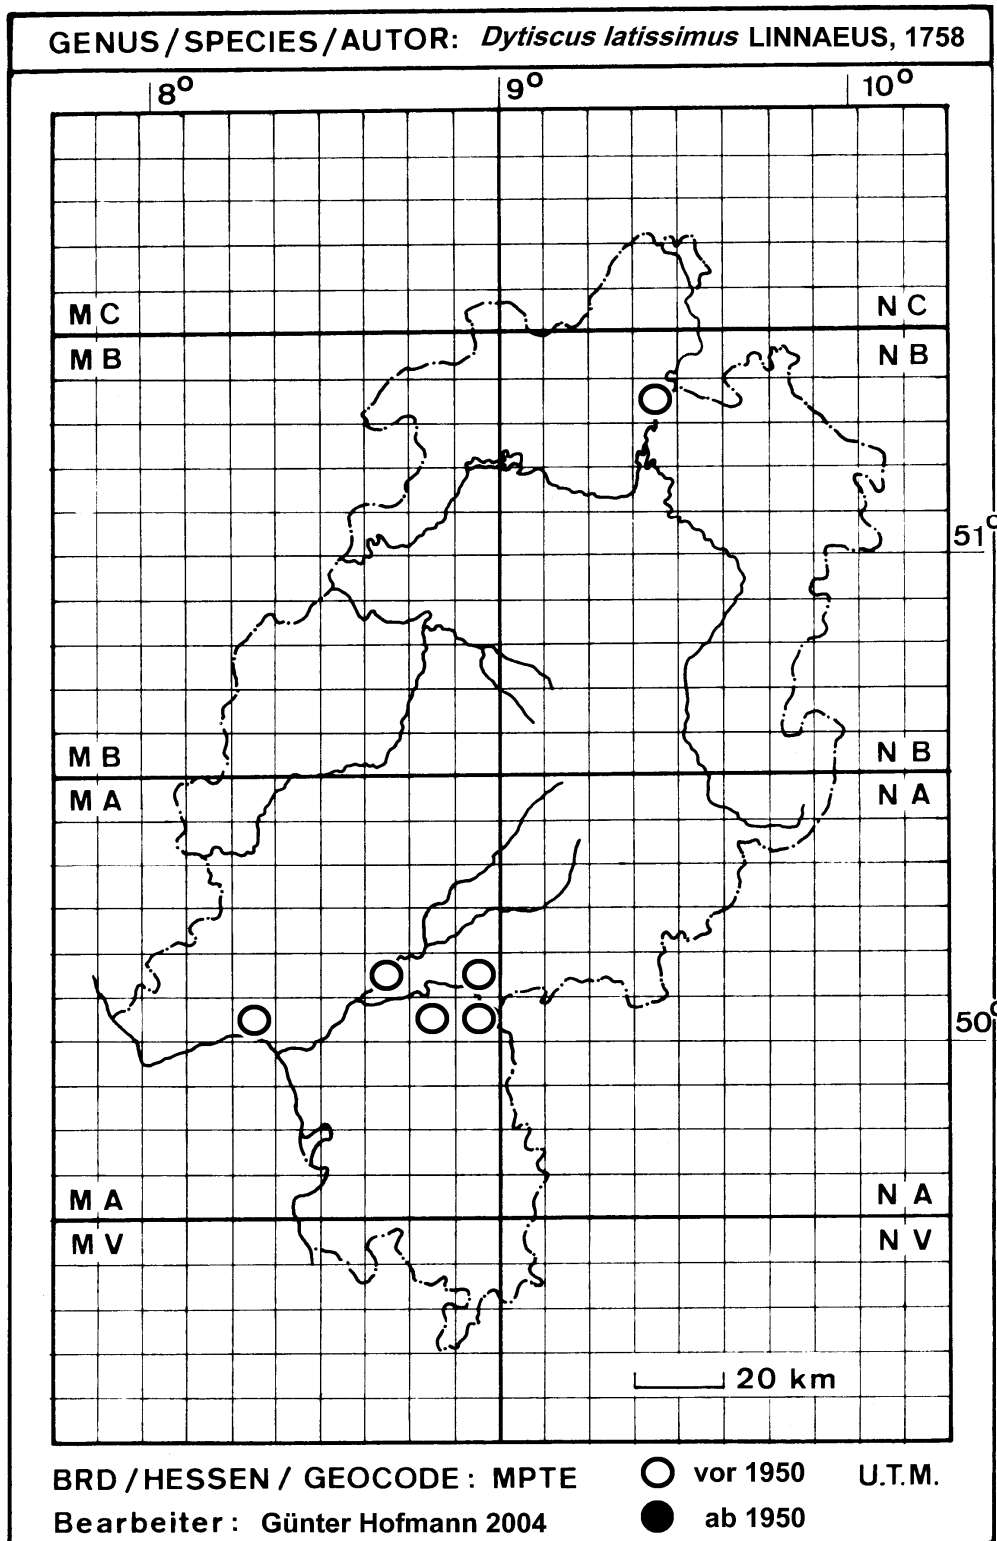 GENUS/SPECIES/AUTOR: Dytiscus latissimus LINNAEUS, 1758
8° 9° 10°
MC NC
MB NB
51°
MB NB
MA NA
50°
MA NA
MV NV
20 km
BRD/HESSEN/GEOCODE: MPTE vor 1950 U.T.M.
Bearbeiter: Günter Hofmann 2004 ab 1950